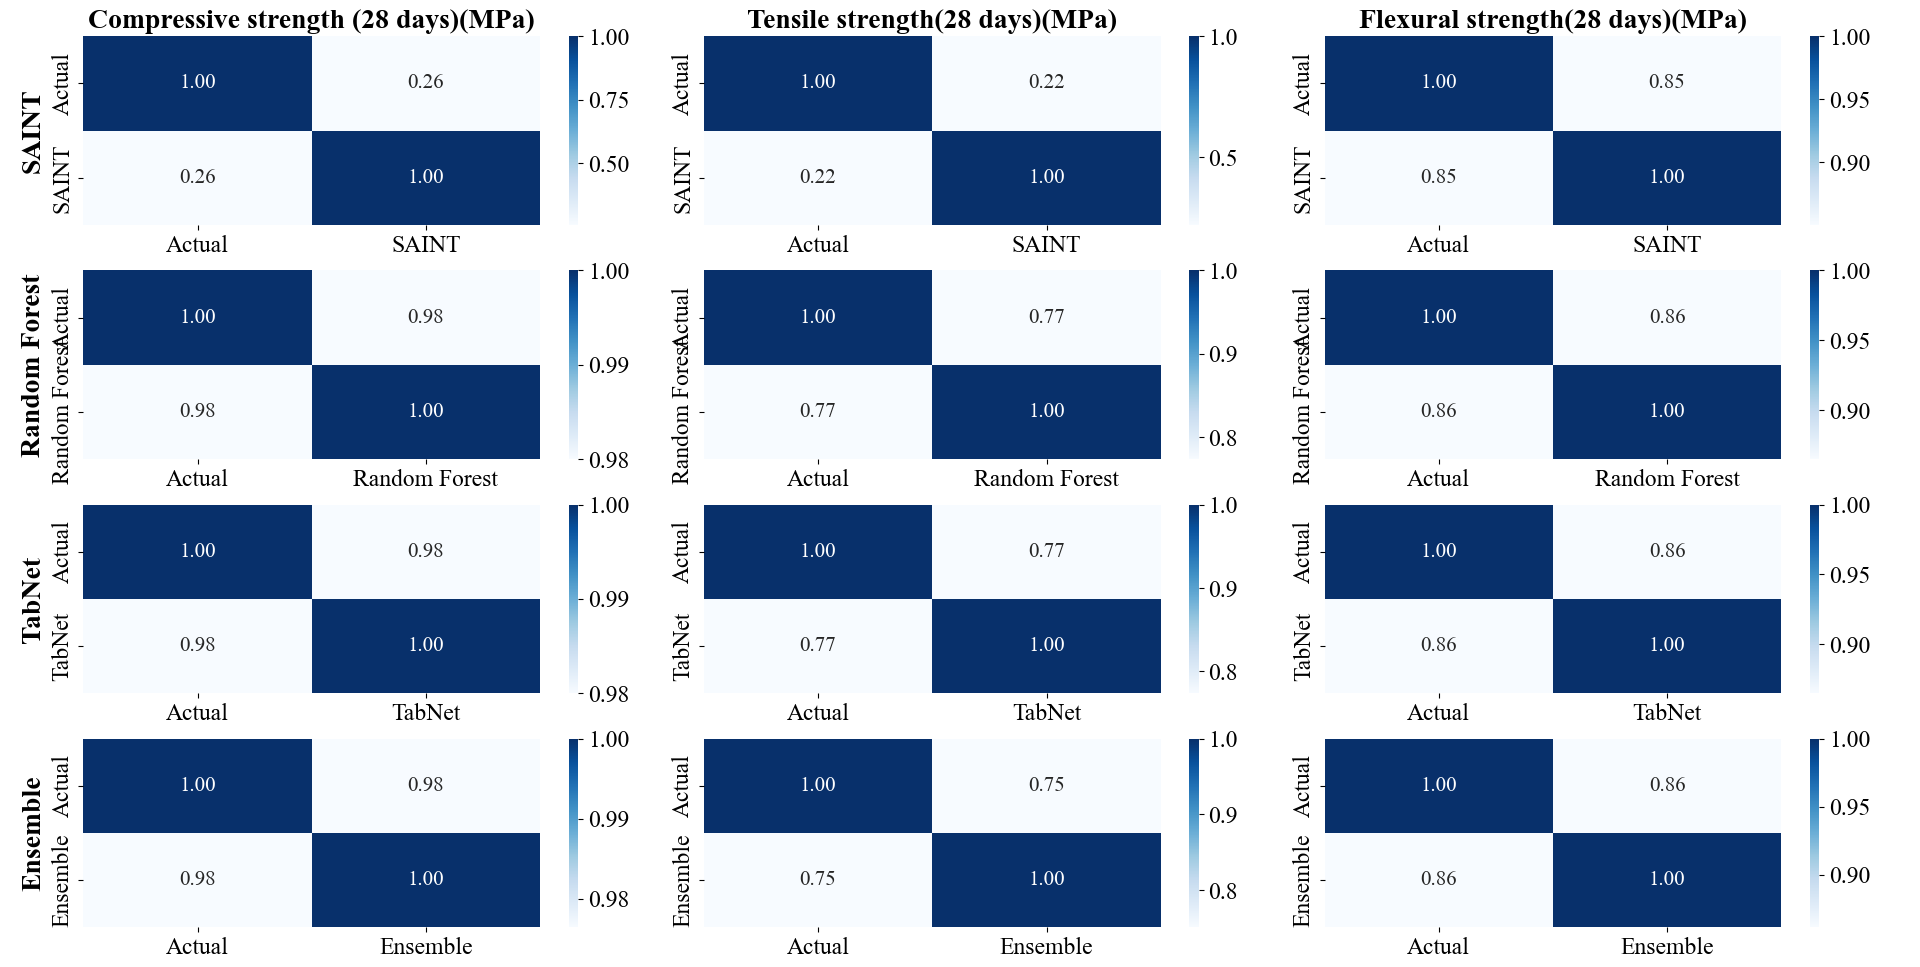 Compressive strength (28 days)(MPa)
Tensile strength(28 days)(MPa)
Flexural strength(28 days)(MPa)
SAINT
Actual
SAINT
1.00 0.26
0.26 1.00
Actual SAINT
1.00
0.75
0.50
Actual
SAINT
1.00 0.22
0.22 1.00
Actual SAINT
1.0
0.5
Actual
SAINT
1.00 0.85
0.85 1.00
Actual SAINT
1.00
0.95
0.90
Random Forest
Actual
Random Forest
1.00 0.98
0.98 1.00
Actual Random Forest
1.00
0.99
0.98
Actual
Random Forest
1.00 0.77
0.77 1.00
Actual Random Forest
1.0
0.9
0.8
Actual
Random Forest
1.00 0.86
0.86 1.00
Actual Random Forest
1.00
0.95
0.90
TabNet
Actual
TabNet
1.00 0.98
0.98 1.00
Actual TabNet
1.00
0.99
0.98
Actual
TabNet
1.00 0.77
0.77 1.00
Actual TabNet
1.0
0.9
0.8
Actual
TabNet
1.00 0.86
0.86 1.00
Actual TabNet
1.00
0.95
0.90
Ensemble
Actual
Ensemble
1.00 0.98
0.98 1.00
Actual Ensemble
1.00
0.99
0.98
Actual
Ensemble
1.00 0.75
0.75 1.00
Actual Ensemble
1.0
0.9
0.8
Actual
Ensemble
1.00 0.86
0.86 1.00
Actual Ensemble
1.00
0.95
0.90